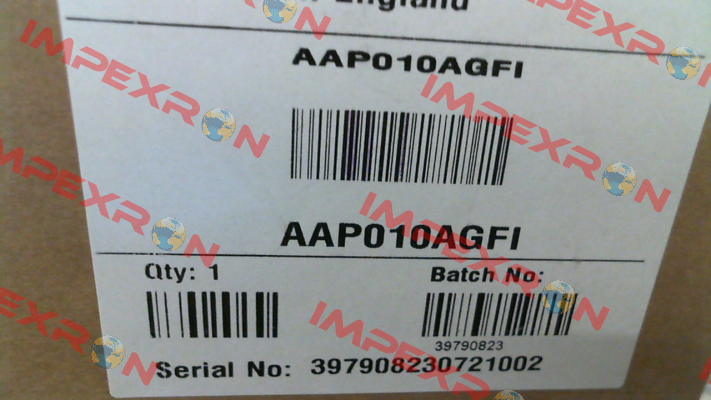 England
AAP010AGFI
AAP010AGFI
Qty: 1 Batch No:
39790823
Serial No: 397908230721002
IMPEXRON
IMPEXRON
IMPEXRON
IMPEXRON
IMPEXRON
IMPEXRON